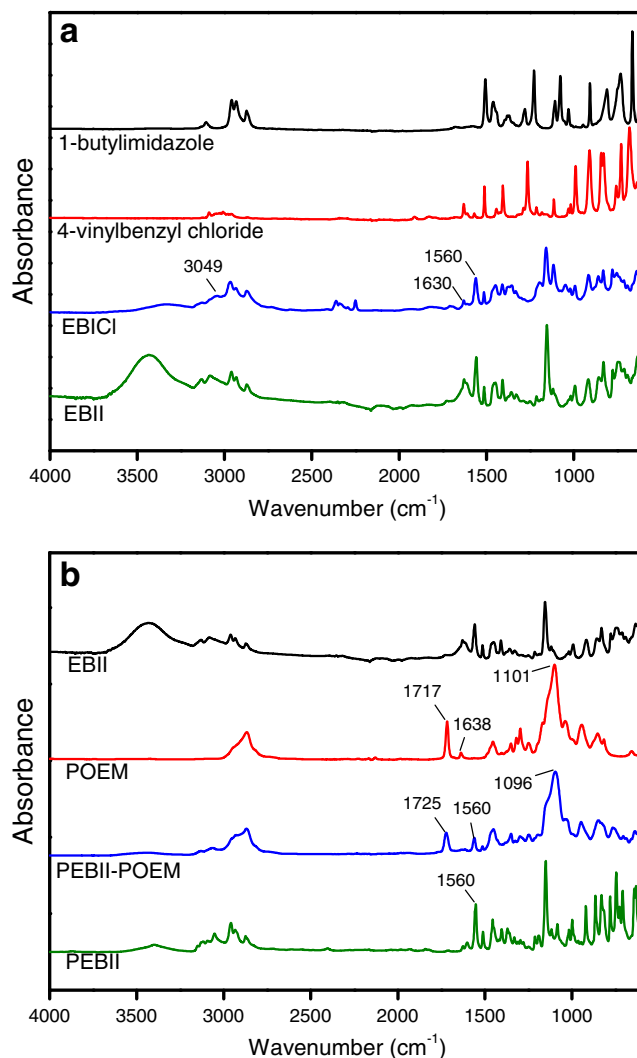 a
Absorbance
1-butylimidazole
4-vinylbenzyl chloride
3049
1560
1630
EBICl
EBII
4000 3500 3000 2500 2000 1500 1000
Wavenumber (cm⁻¹)
b
Absorbance
EBII
1101
1717
1638
POEM
1096
1725 1560
PEBII-POEM
1560
PEBII
4000 3500 3000 2500 2000 1500 1000
Wavenumber (cm⁻¹)